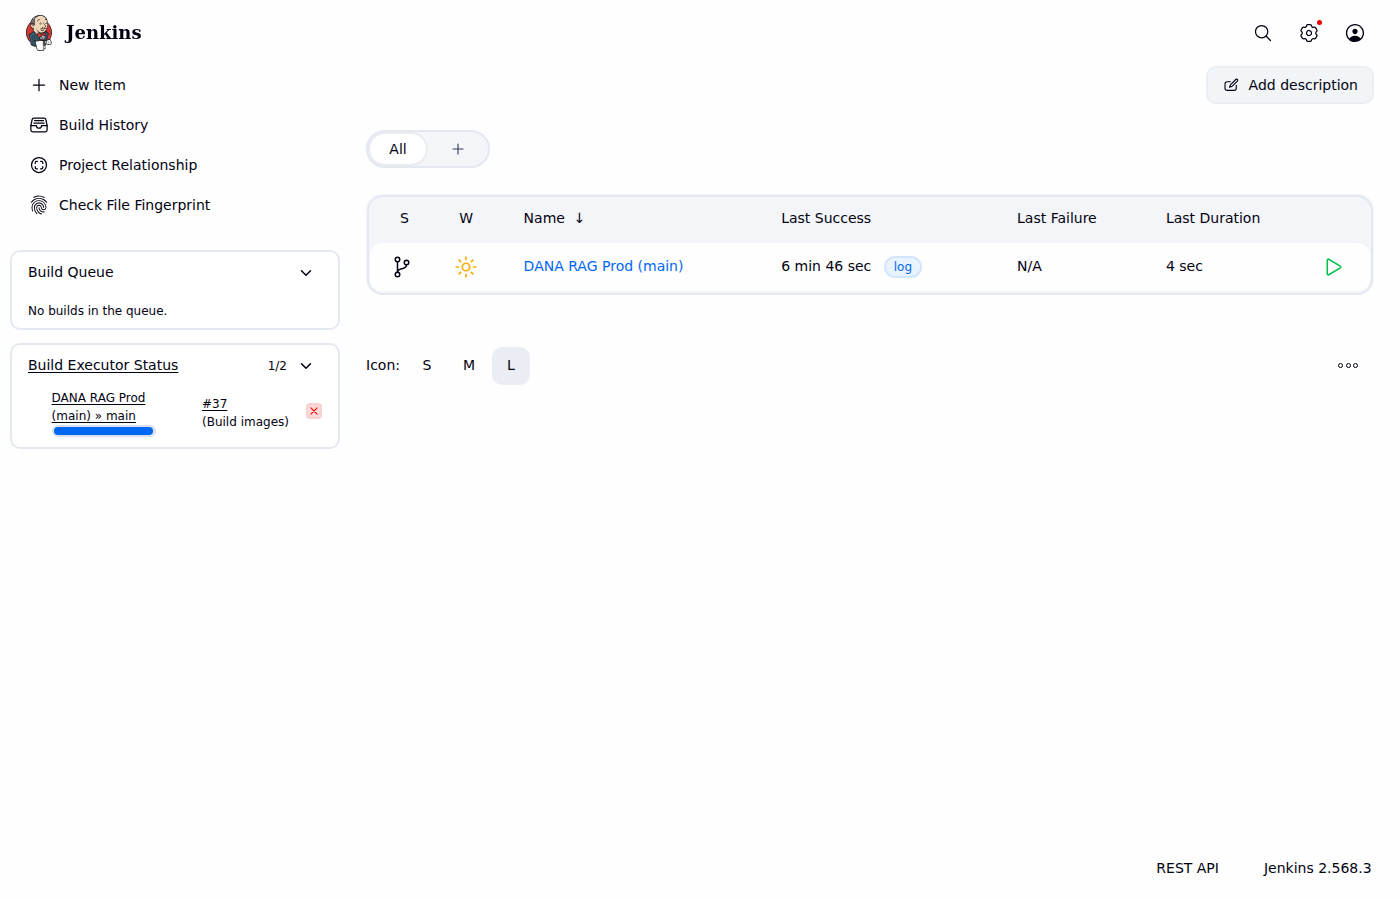 Jenkins
New Item
Build History
Project Relationship
Check File Fingerprint
Build Queue
No builds in the queue.
Build Executor Status 1/2
DANA RAG Prod
(main) » main
#37
(Build images)
Add description
All
S W Name ↓ Last Success Last Failure Last Duration
DANA RAG Prod (main) 6 min 46 sec log N/A 4 sec
Icon: S M L
REST API Jenkins 2.568.3